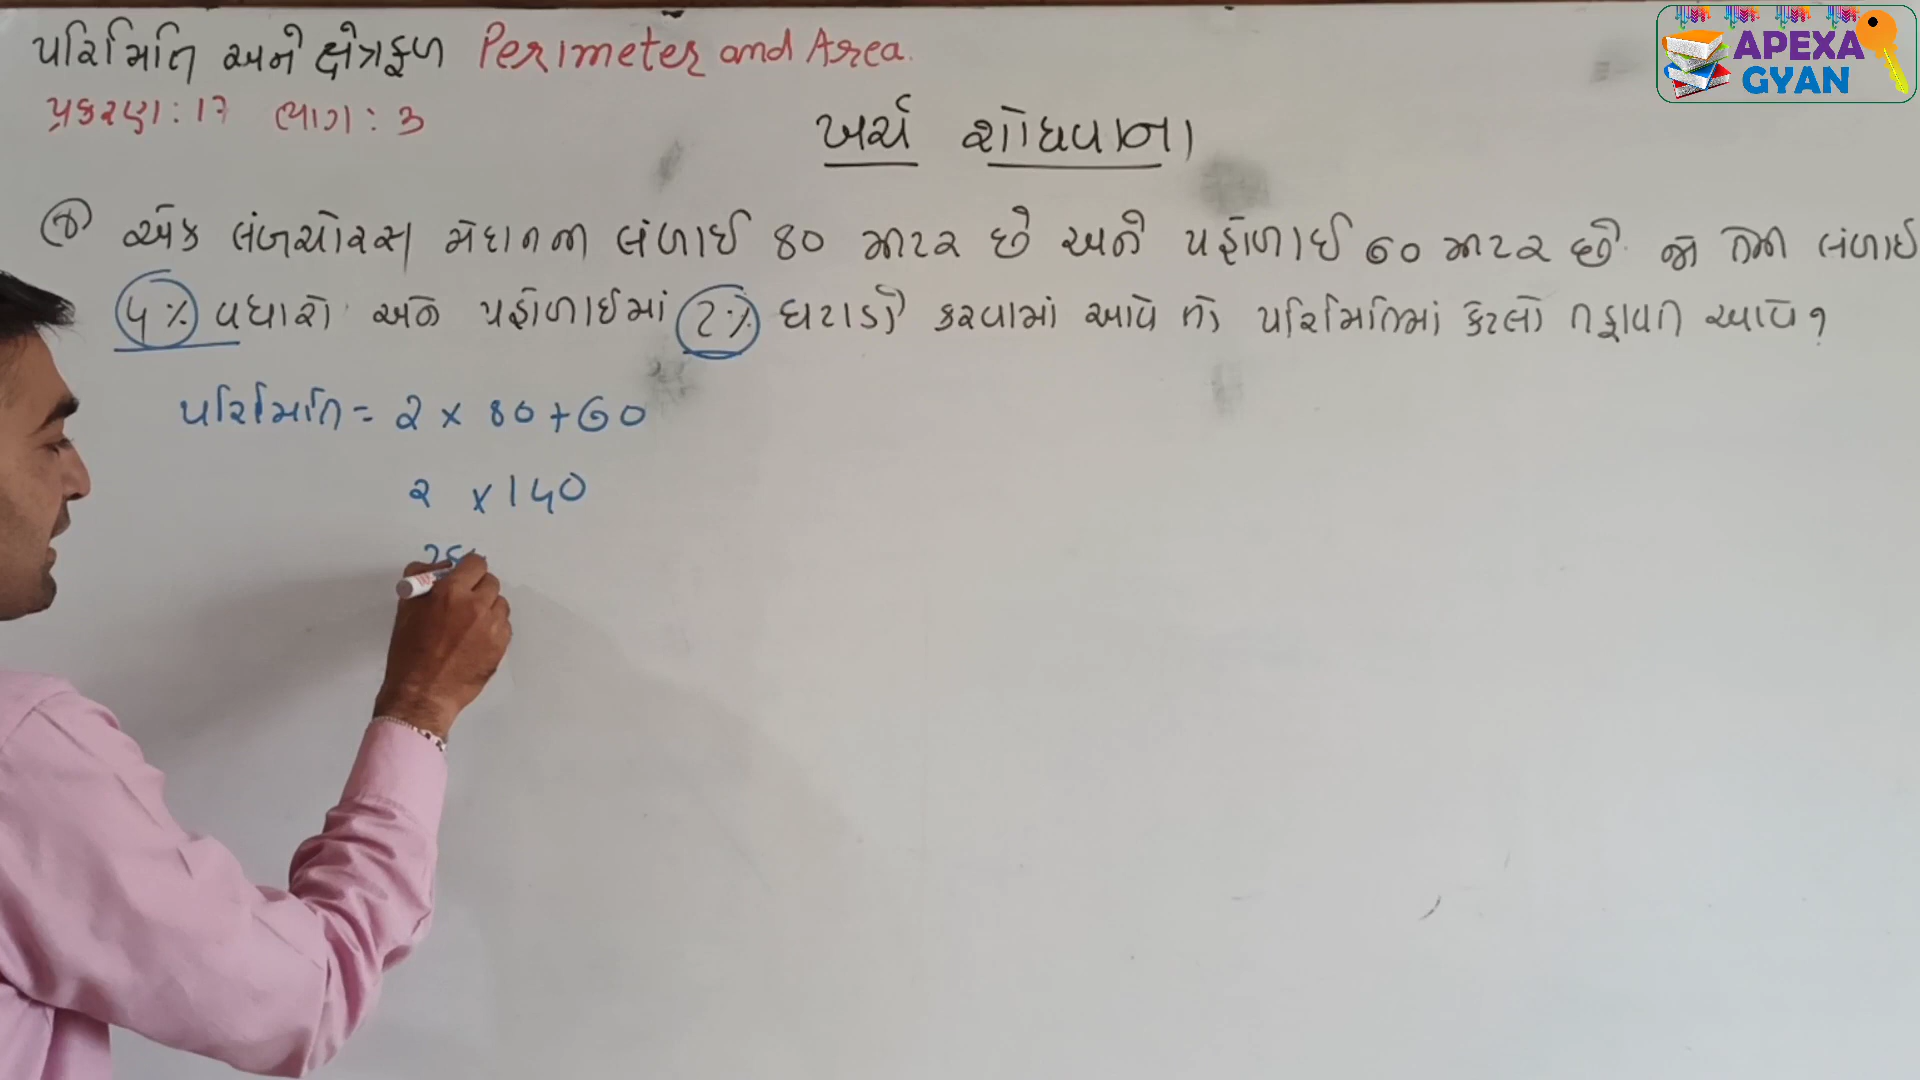 પરિમિતિ અને ક્ષેત્રફળ Perimeter and Area.
પ્રકરણ : 17 ભાગ : 3
ખર્ચ શોધવાના
APEXA
GYAN
એક લંબચોરસ મેદાનની લંબાઈ 80 મીટર છે અને પહોળાઈ 60 મીટર છે. જો તેની લંબાઈ
5% વધારો અને પહોળાઈમાં 2% ઘટાડો કરવામાં આવે તો પરિમિતિમાં કેટલો તફાવત આવે?
પરિમિતિ = 2 × 80 + 60
2 × 140
28